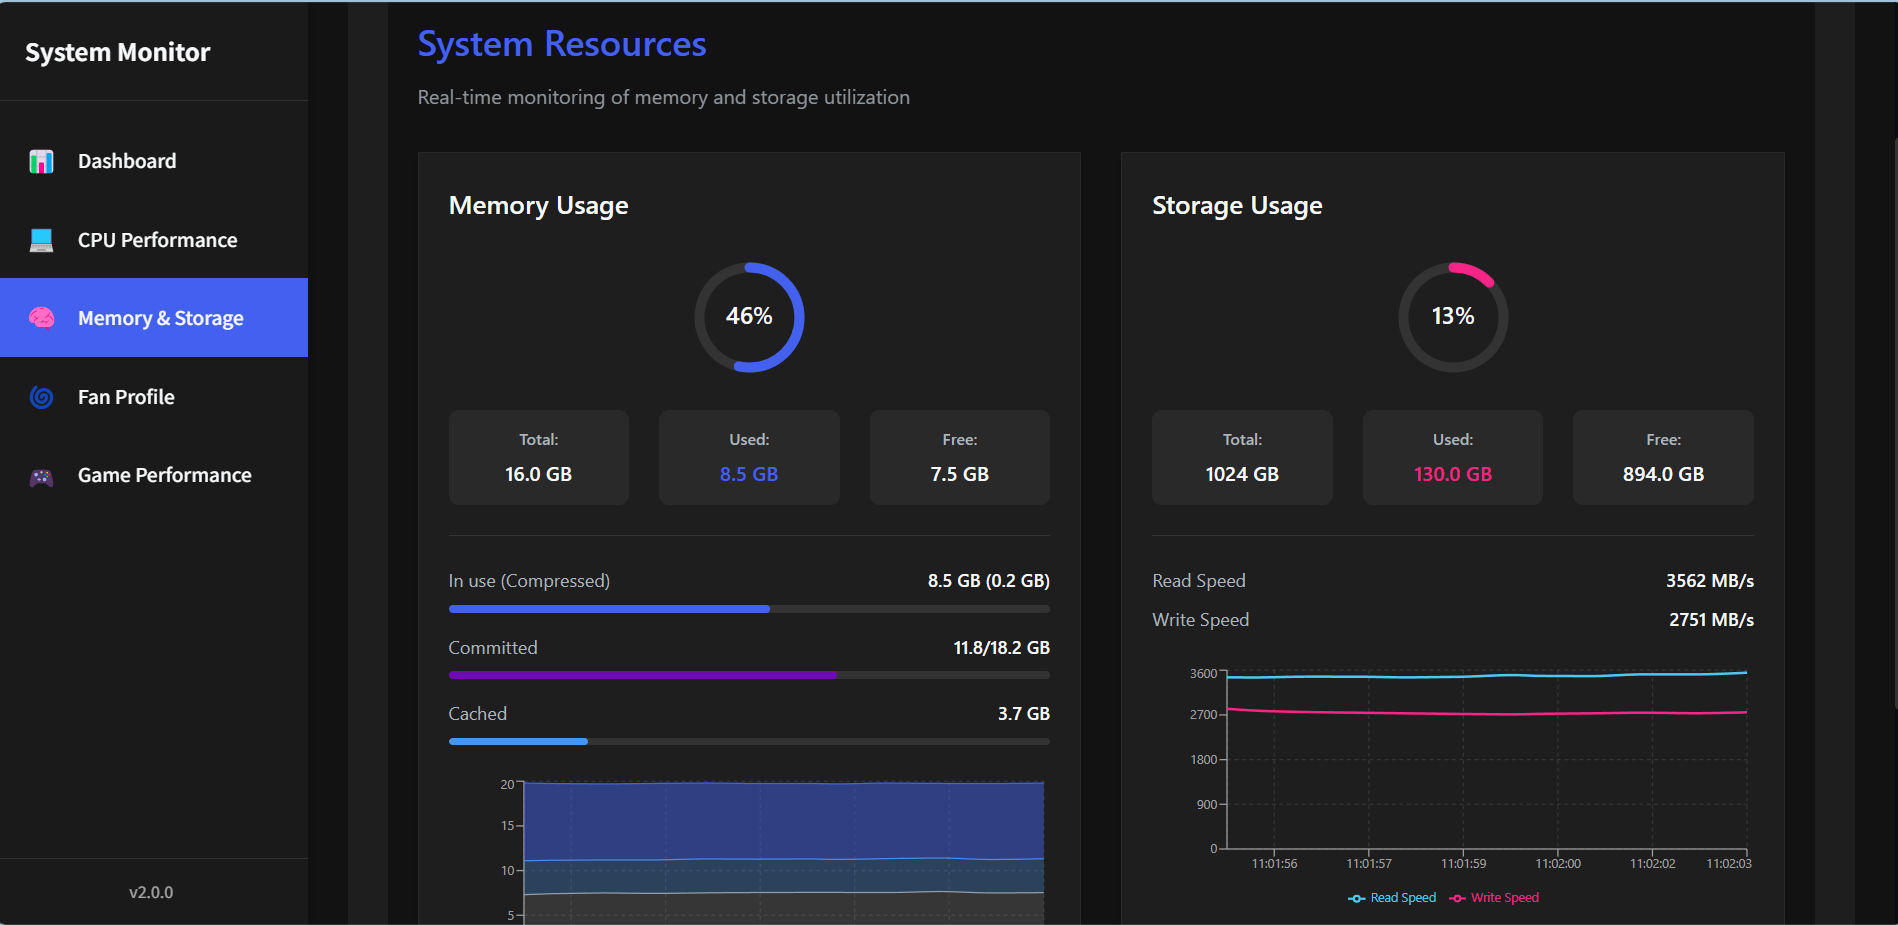 System Monitor
Dashboard
CPU Performance
Memory & Storage
Fan Profile
Game Performance
v2.0.0
System Resources
Real-time monitoring of memory and storage utilization
Memory Usage
46%
Total: Used: Free:
16.0 GB 8.5 GB 7.5 GB
In use (Compressed) 8.5 GB (0.2 GB)
Committed 11.8/18.2 GB
Cached 3.7 GB
20
15
10
5
Storage Usage
13%
Total: Used: Free:
1024 GB 130.0 GB 894.0 GB
Read Speed 3562 MB/s
Write Speed 2751 MB/s
3600
2700
1800
900
0
11:01:56 11:01:57 11:01:59 11:02:00 11:02:02 11:02:03
Read Speed Write Speed